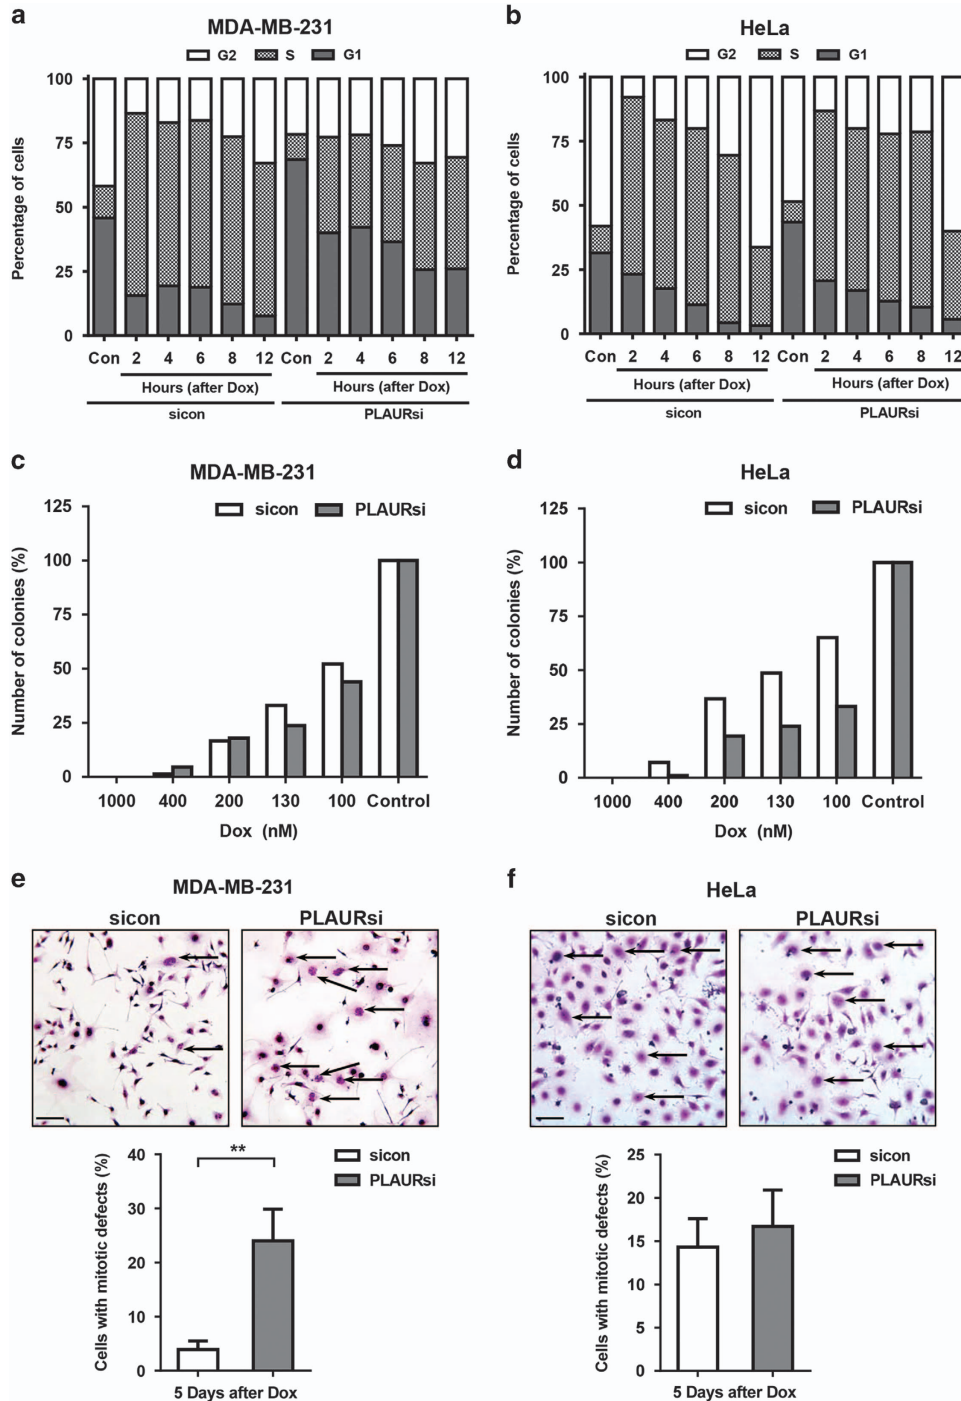 a
MDA-MB-231
G2 S G1
Percentage of cells
100
75
50
25
0
Con 2 4 6 8 12 Con 2 4 6 8 12
Hours (after Dox) Hours (after Dox)
sicon PLAURsi
b
HeLa
G2 S G1
Percentage of cells
100
75
50
25
0
Con 2 4 6 8 12 Con 2 4 6 8 12
Hours (after Dox) Hours (after Dox)
sicon PLAURsi
c
MDA-MB-231
sicon PLAURsi
Number of colonies (%)
125
100
75
50
25
0
1000 400 200 130 100 Control
Dox (nM)
d
HeLa
sicon PLAURsi
Number of colonies (%)
125
100
75
50
25
0
1000 400 200 130 100 Control
Dox (nM)
e
MDA-MB-231
sicon PLAURsi
Cells with mitotic defects (%)
40
30
20
10
0
**
sicon
PLAURsi
5 Days after Dox
f
HeLa
sicon PLAURsi
Cells with mitotic defects (%)
25
20
15
10
5
0
sicon
PLAURsi
5 Days after Dox